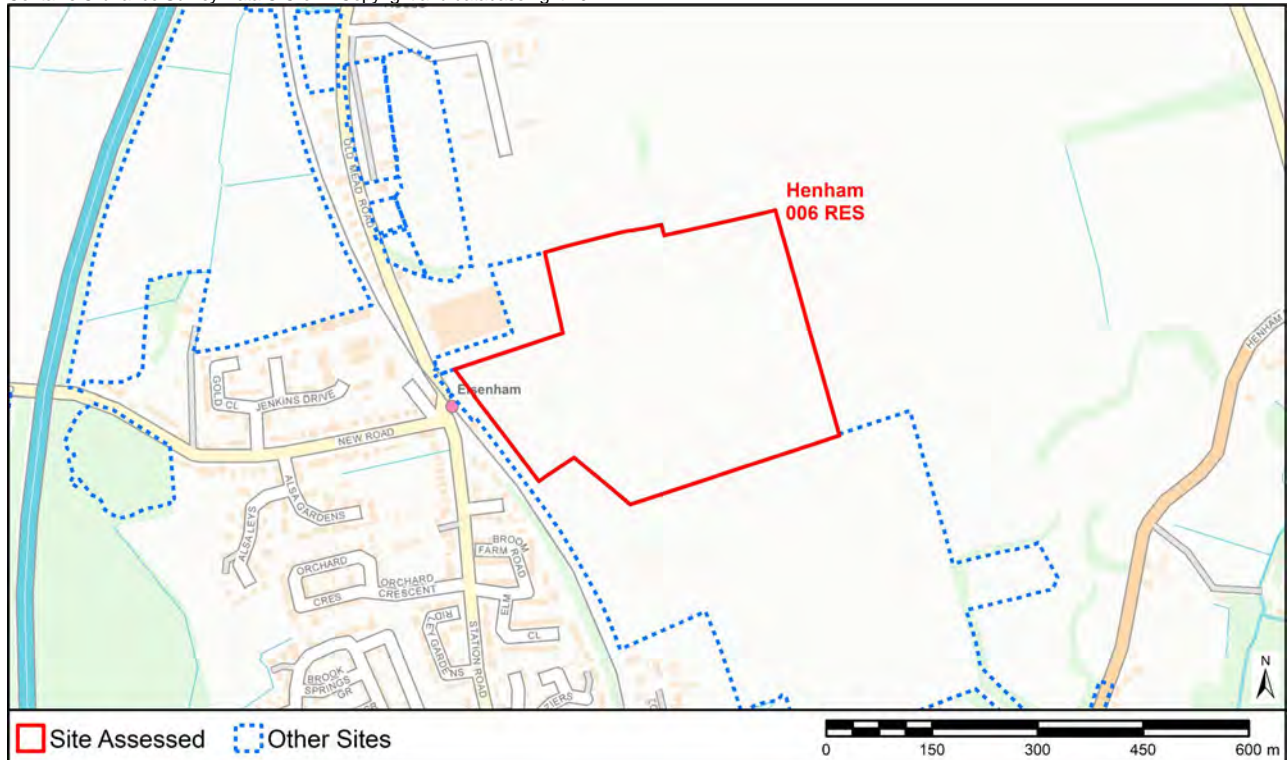 OLD MEAD ROAD
Henham
006 RES
HENHAM
Elsenham
GOLD
CL
JENKINS DRIVE
NEW ROAD
ALSA GARDENS
ALSA LEYS
BROOM
FARM ROAD
ORCHARD
CRES
ORCHARD
CRESCENT
ELM
CL
RIDLEY GARDENS
STATION ROAD
BROOK
SPRINGS
GR
N
Site Assessed
Other Sites
0 150 300 450 600 m